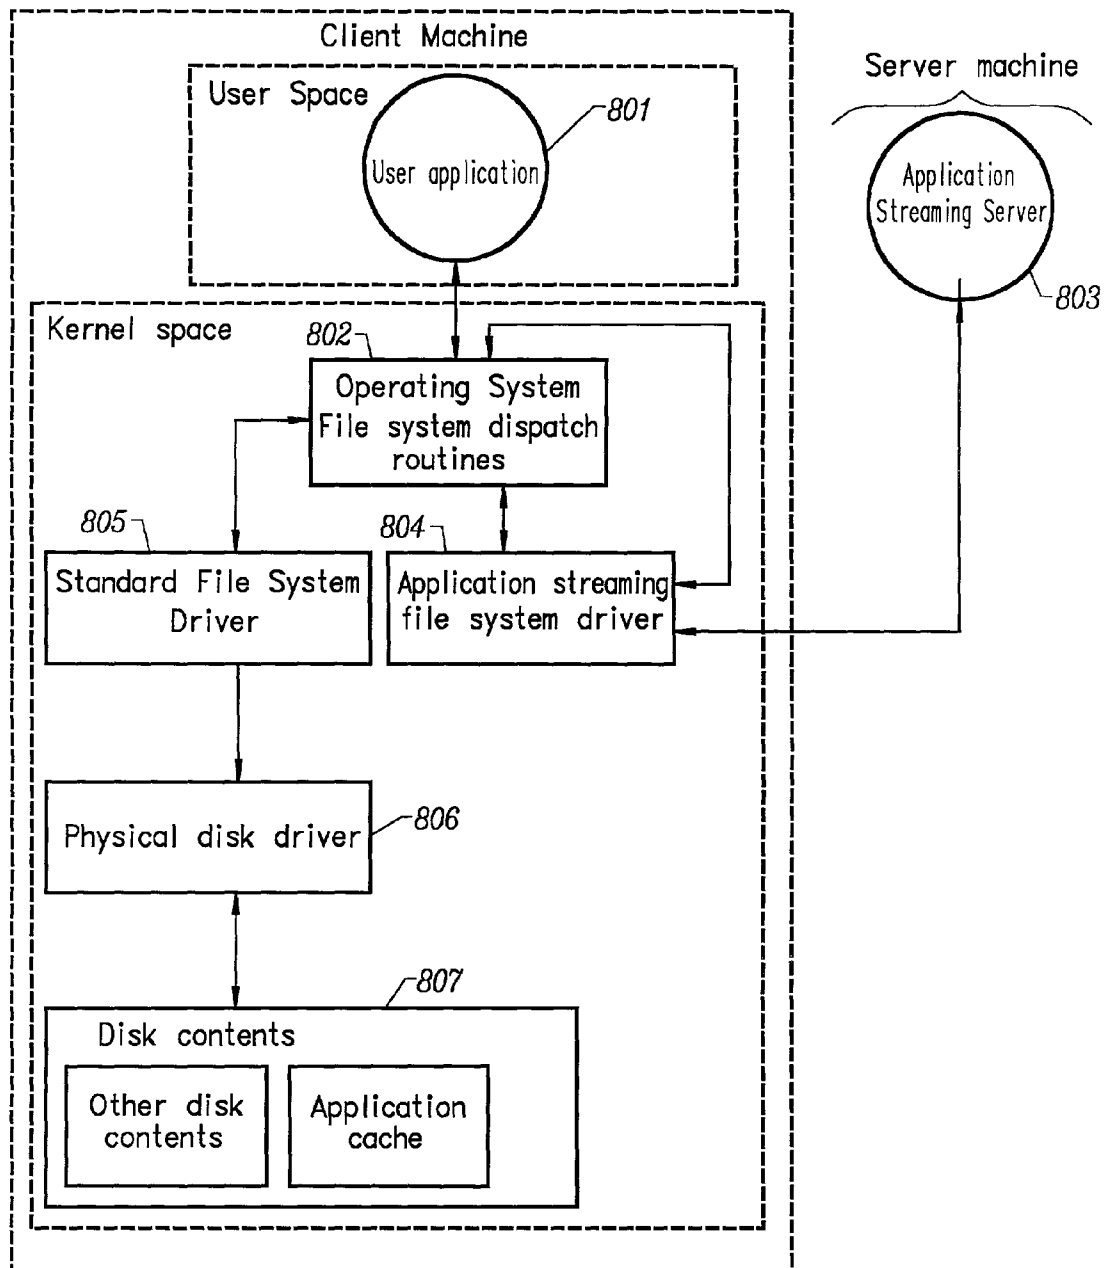 Client Machine
Server machine
User Space
801
User application
Application
Streaming Server
803
Kernel space
802
Operating System
File system dispatch
routines
805
804
Standard File System
Driver
Application streaming
file system driver
Physical disk driver
806
807
Disk contents
Other disk
contents
Application
cache